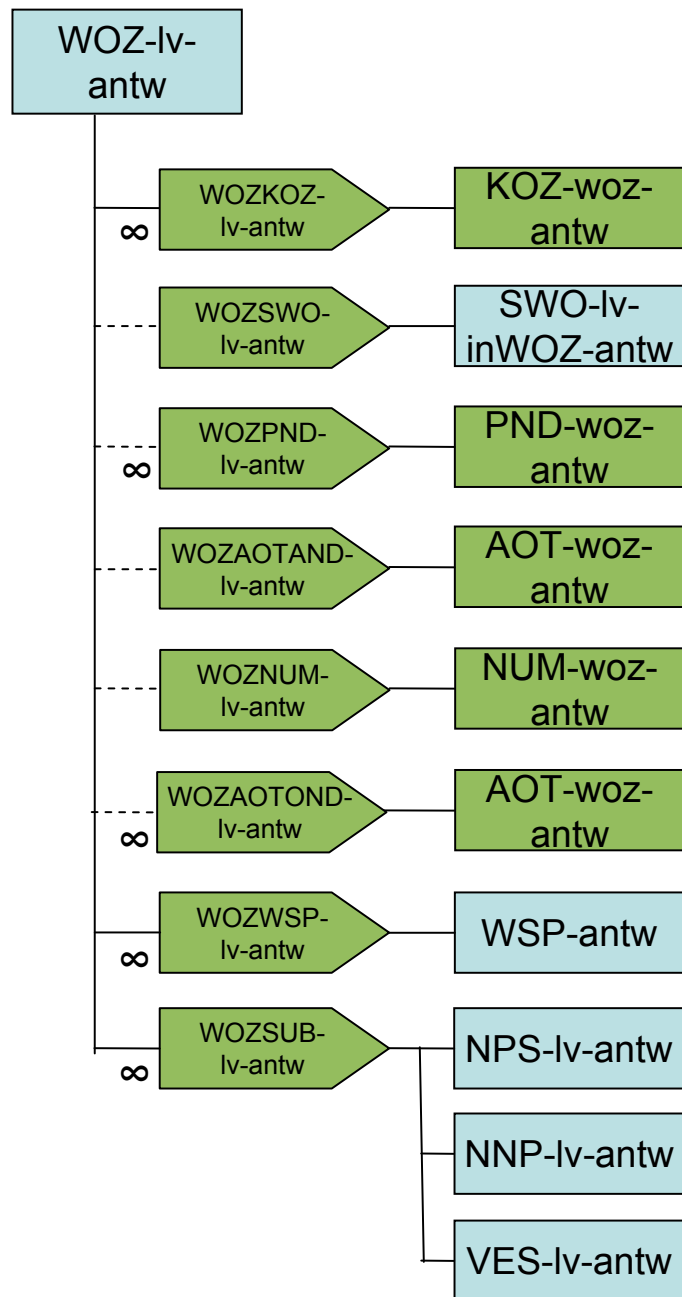 WOZ-lv-
antw
WOZKOZ-
lv-antw
KOZ-woz-
antw
∞
WOZSWO-
lv-antw
SWO-lv-
inWOZ-antw
WOZPND-
lv-antw
PND-woz-
antw
∞
WOZAOTAND-
lv-antw
AOT-woz-
antw
WOZNUM-
lv-antw
NUM-woz-
antw
WOZAOTOND-
lv-antw
AOT-woz-
antw
∞
WOZWSP-
lv-antw
WSP-antw
∞
WOZSUB-
lv-antw
NPS-lv-antw
∞
NNP-lv-antw
VES-lv-antw